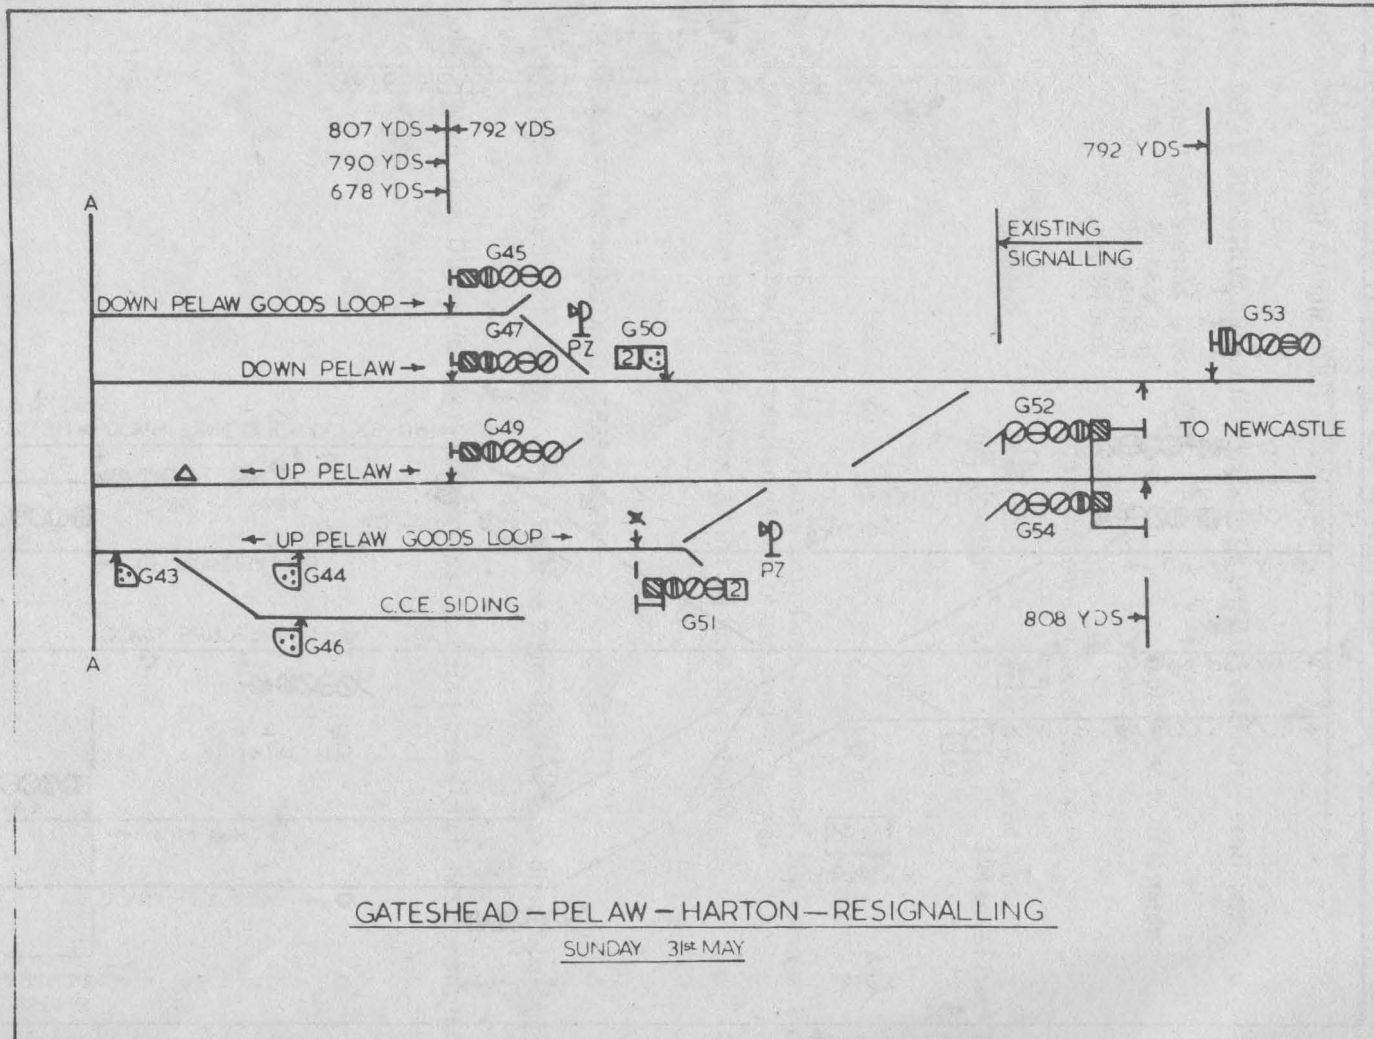 807 YDS 792 YDS
790 YDS
678 YDS
792 YDS
A
EXISTING
SIGNALLING
G45
DOWN PELAW GOODS LOOP
G47
PZ
G50
2
G53
DOWN PELAW
G49
G52
TO NEWCASTLE
UP PELAW
G54
UP PELAW GOODS LOOP
PZ
G43
G44
2
G51
C.C.E. SIDING
G46
808 YDS
A
GATESHEAD – PELAW – HARTON — RESIGNALLING
SUNDAY 31st MAY